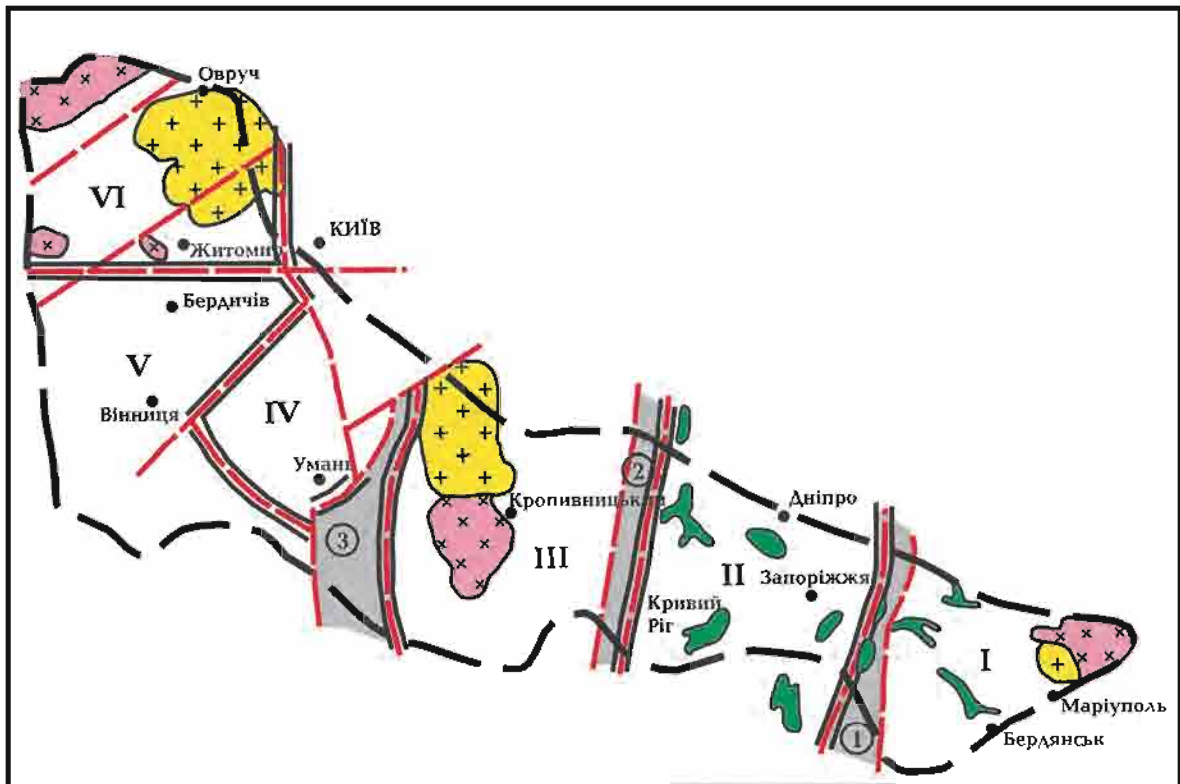 Овруч
VI
КИЇВ
Житомир
Бердичів
V
Вінниця
IV
Умань
3
Кропивницький
III
2
Дніпро
II
Запоріжжя
Кривий
Ріг
I
Маріуполь
1
Бердянськ